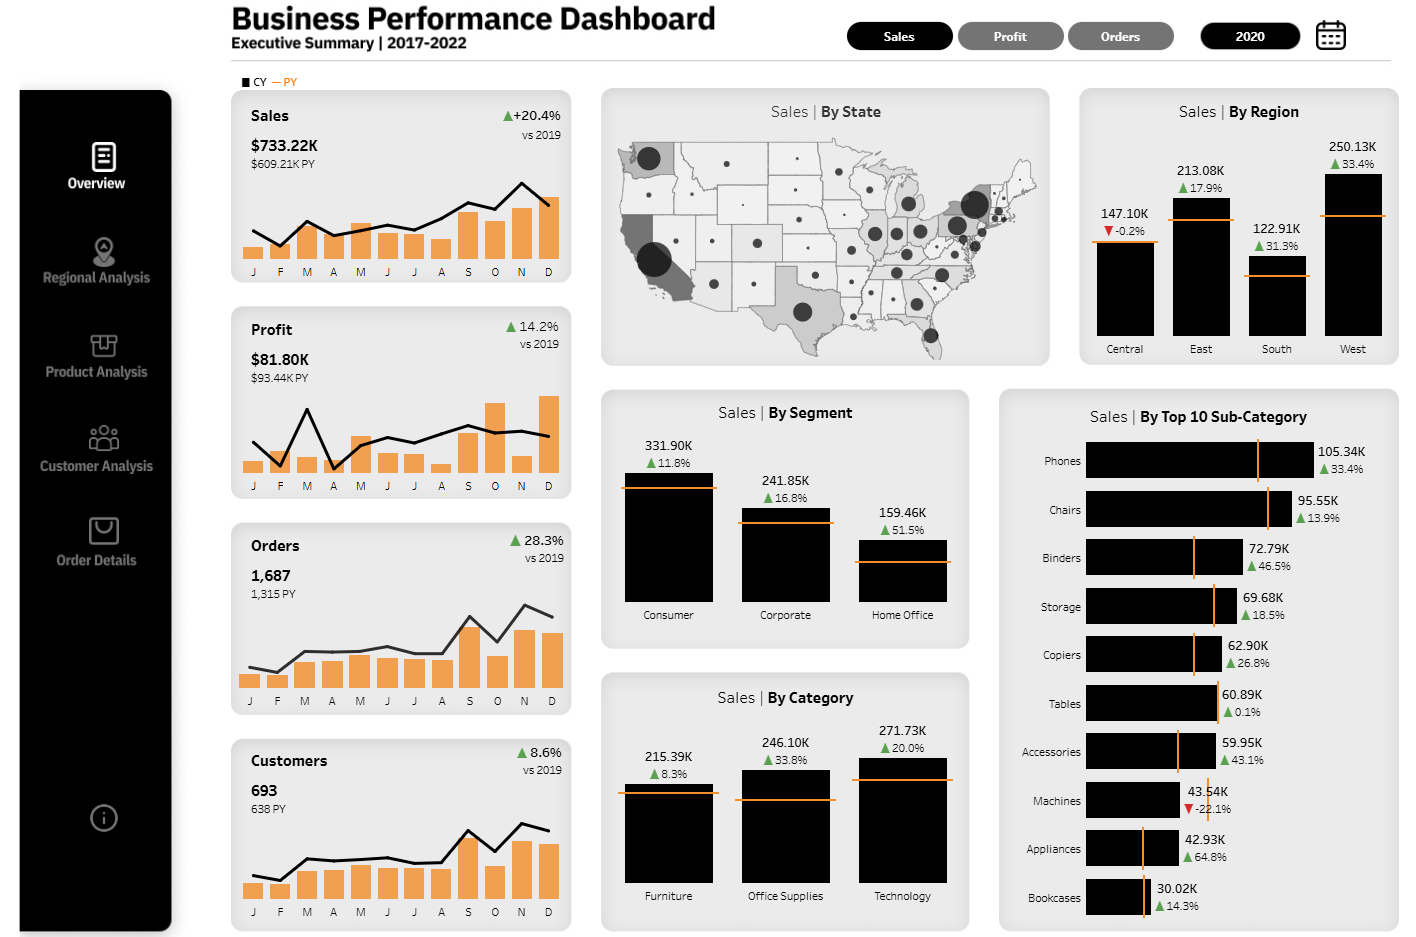 Business Performance Dashboard
Executive Summary | 2017-2022
Sales
Profit
Orders
2020
CY
PY
Overview
Regional Analysis
Product Analysis
Customer Analysis
Order Details
Sales
▲+20.4%
vs 2019
$733.22K
$609.21K PY
J F M A M J J A S O N D
Profit
▲ 14.2%
vs 2019
$81.80K
$93.44K PY
J F M A M J J A S O N D
Orders
▲ 28.3%
vs 2019
1,687
1,315 PY
J F M A M J J A S O N D
Customers
▲ 8.6%
vs 2019
693
638 PY
J F M A M J J A S O N D
Sales | By State
Sales | By Region
147.10K
▼-0.2%
213.08K
▲17.9%
122.91K
▲31.3%
250.13K
▲33.4%
Central East South West
Sales | By Segment
331.90K
▲11.8%
241.85K
▲16.8%
159.46K
▲51.5%
Consumer Corporate Home Office
Sales | By Category
215.39K
▲8.3%
246.10K
▲33.8%
271.73K
▲20.0%
Furniture Office Supplies Technology
Sales | By Top 10 Sub-Category
Phones
105.34K
▲33.4%
Chairs
95.55K
▲13.9%
Binders
72.79K
▲46.5%
Storage
69.68K
▲18.5%
Copiers
62.90K
▲26.8%
Tables
60.89K
▲0.1%
Accessories
59.95K
▲43.1%
Machines
43.54K
▼-22.1%
Appliances
42.93K
▲64.8%
Bookcases
30.02K
▲14.3%